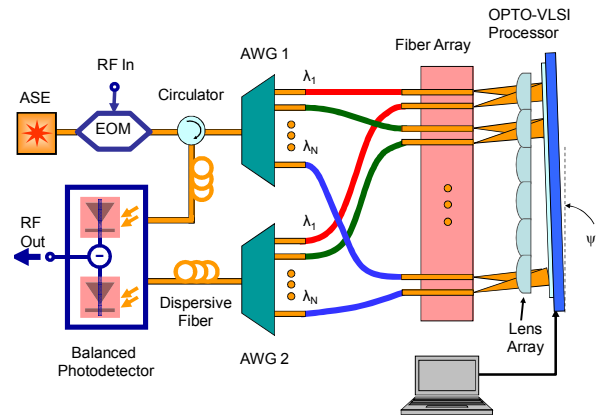 OPTO-VLSI
Processor
AWG 1
Fiber Array
RF In
λ1
ASE
Circulator
EOM
λN
ψ
RF
Out
λ1
λN
Dispersive
Fiber
Lens
Array
Balanced
Photodetector
AWG 2